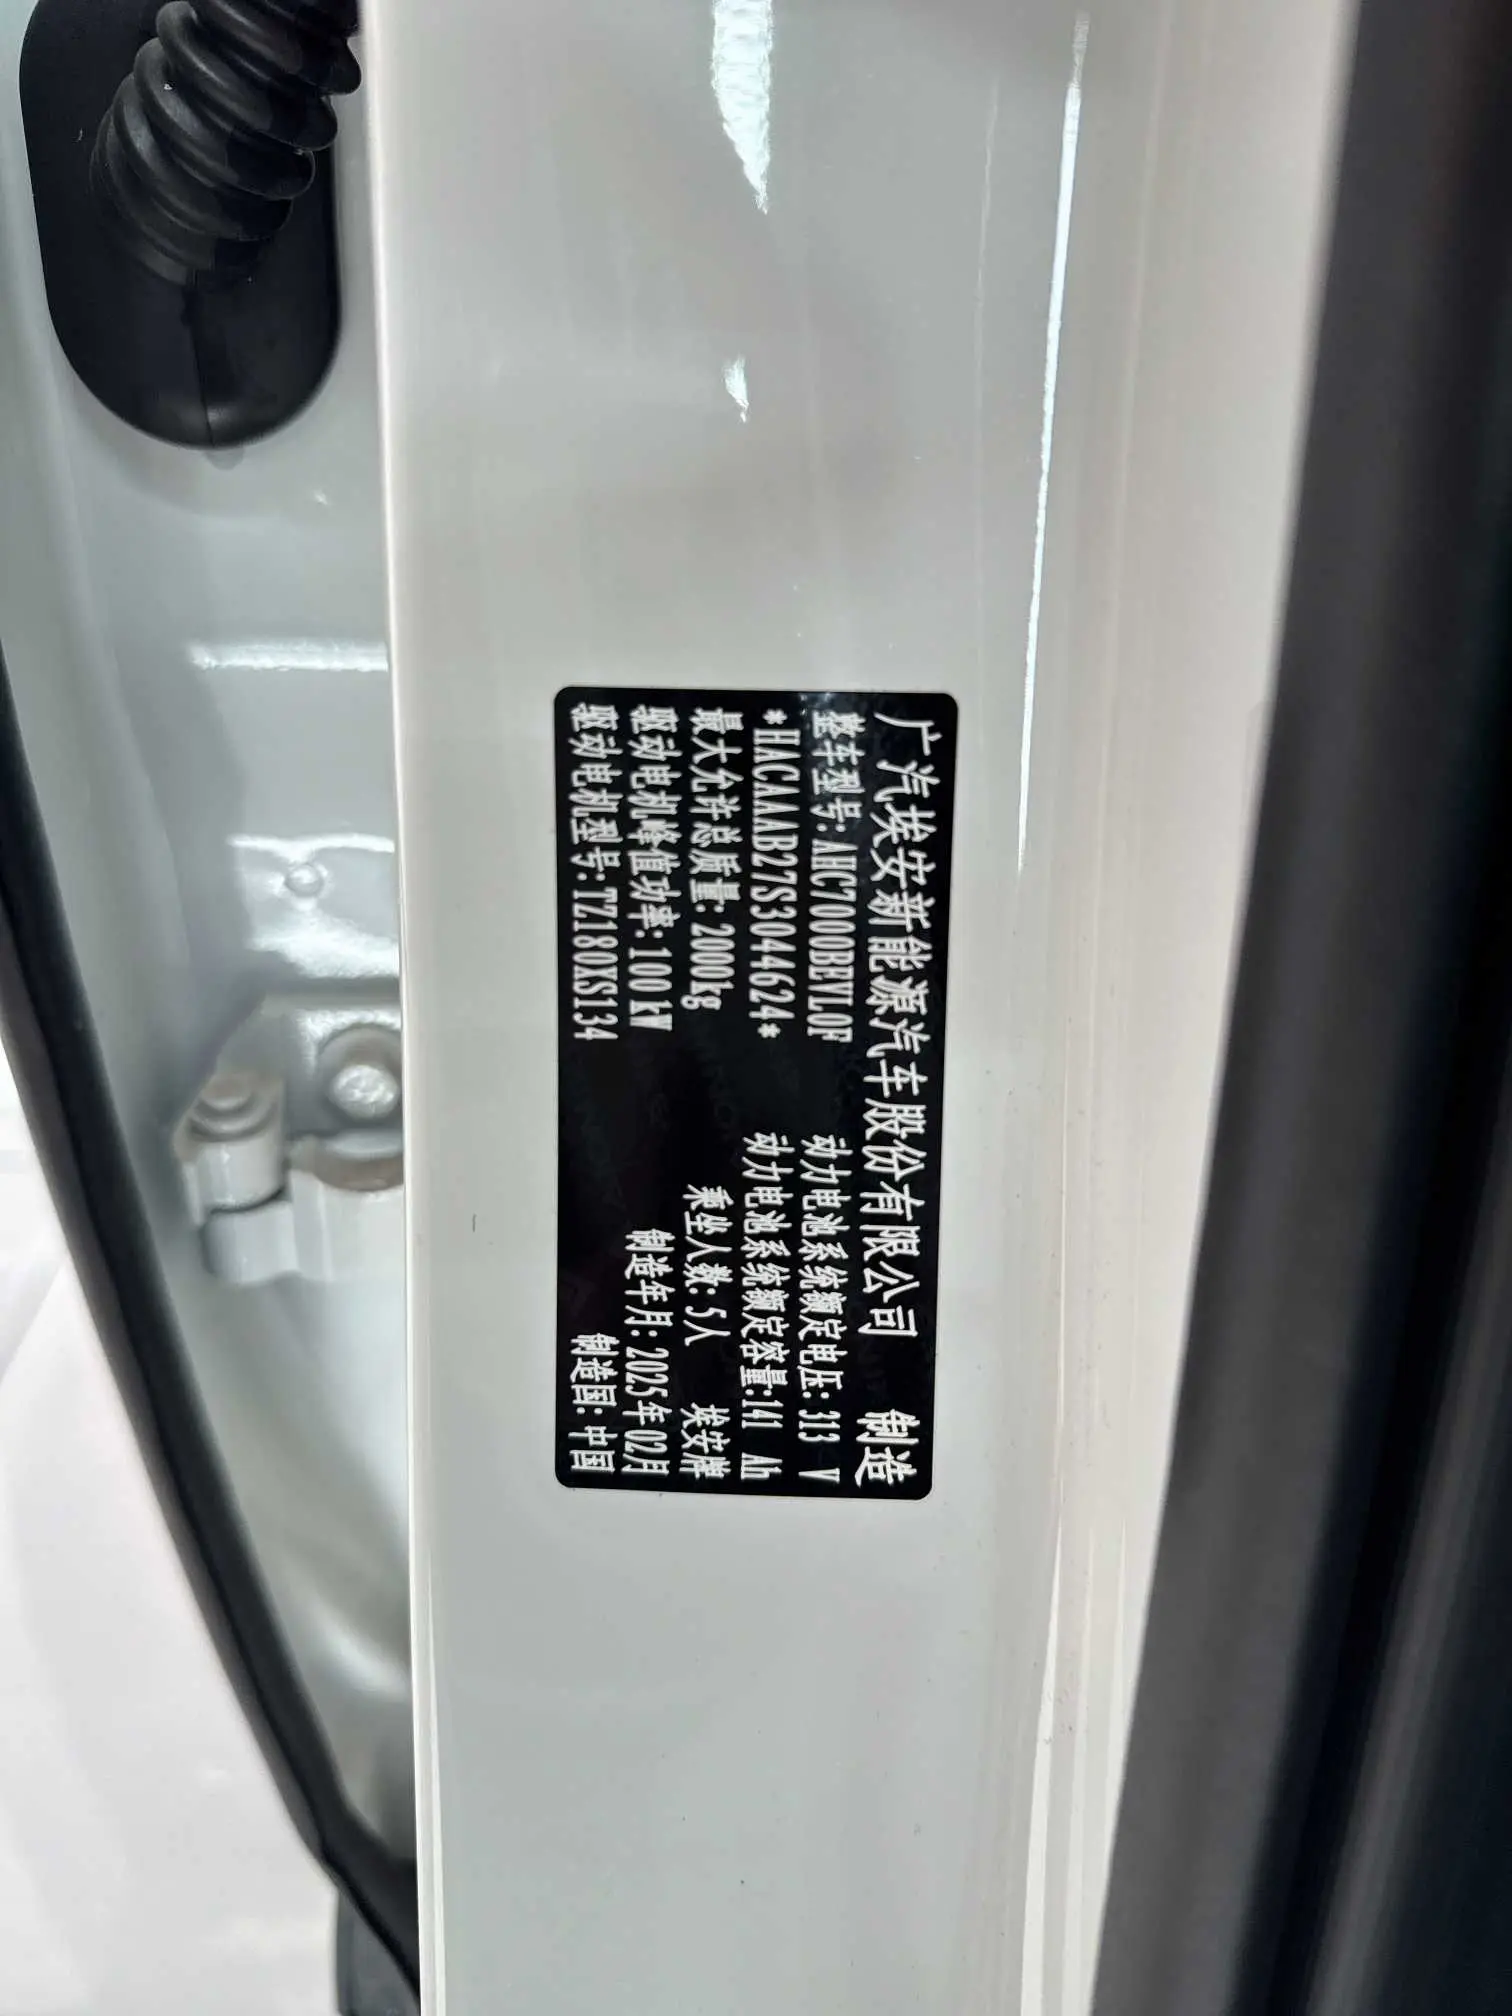 广汽埃安新能源汽车股份有限公司 制造
整车型号: AHC7000BEVL0F 动力电池系统额定电压: 313 V
*HACAAAB27S3044624* 动力电池系统额定容量:141 Ah
最大允许总质量: 2000kg 乘坐人数: 5人 埃安牌
驱动电机峰值功率: 100 kW 制造年月: 2025年02月
驱动电机型号: TZ180XS134 制造国: 中国